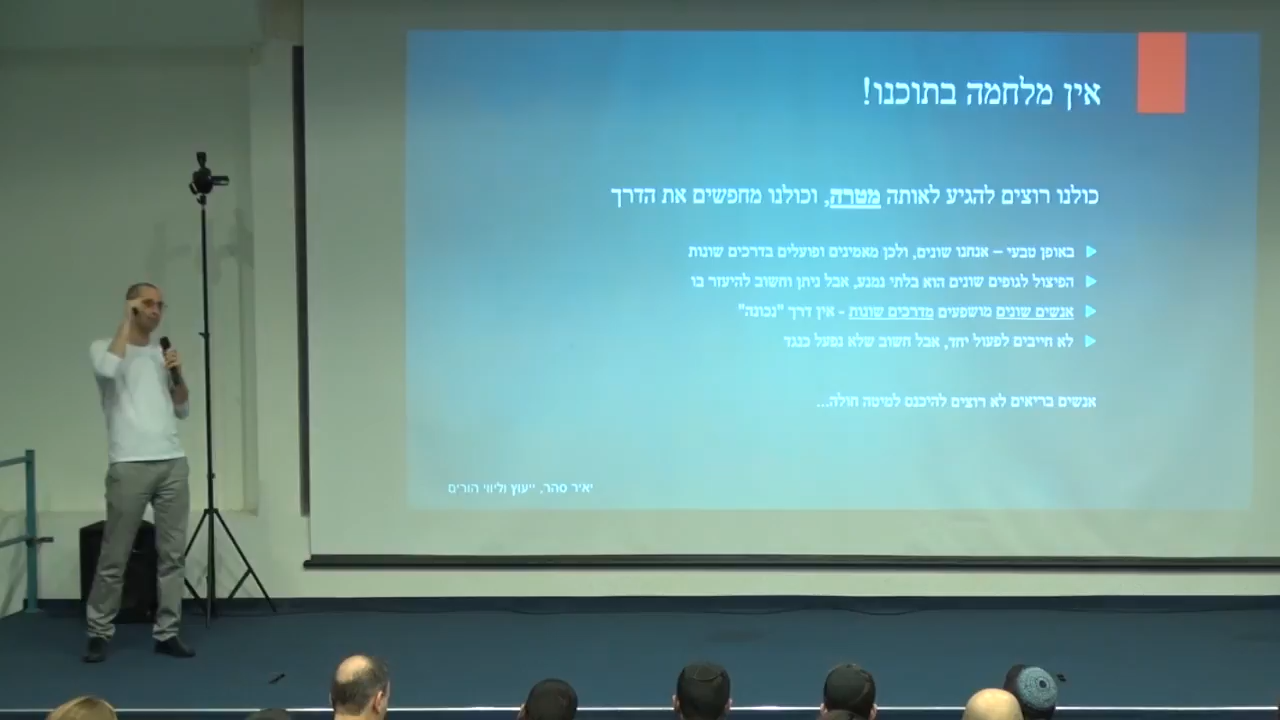 אין מלחמה בתוכנו!
כולנו רוצים להגיע לאותה מטרה, וכולנו מחפשים את הדרך
באופן טבעי – אנחנו שונים, ולכן מאמינים ופועלים בדרכים שונות
הפיצול לגופים שונים הוא בלתי נמנע, אבל ניתן וחשוב להיעזר בו
אנשים שונים מושפעים מדרכים שונות - אין דרך "נכונה"
לא חייבים לפעול יחד, אבל חשוב שלא נפעל כנגד
אנשים בריאים לא רוצים להיכנס למיטה חולה...
יאיר סהר, ייעוץ וליווי הורים